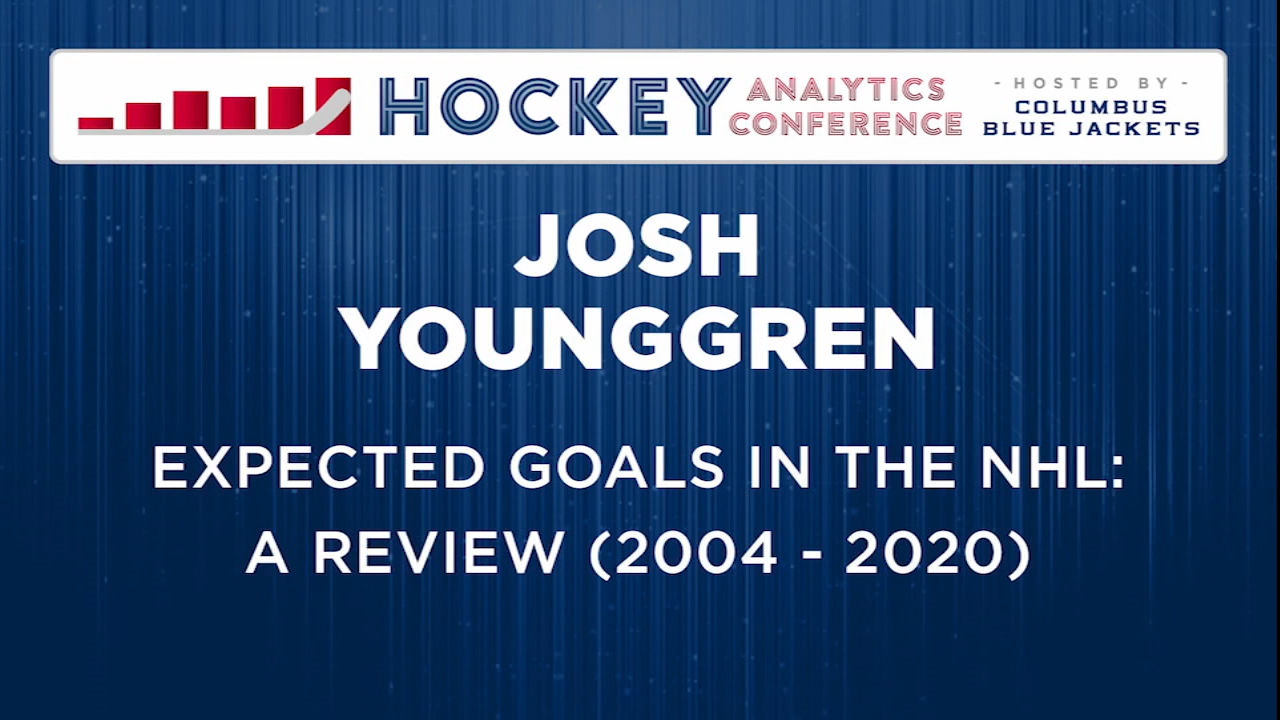 HOCKEY
ANALYTICS
CONFERENCE
- HOSTED BY -
COLUMBUS
BLUE JACKETS
JOSH
YOUNGGREN
EXPECTED GOALS IN THE NHL:
A REVIEW (2004 - 2020)